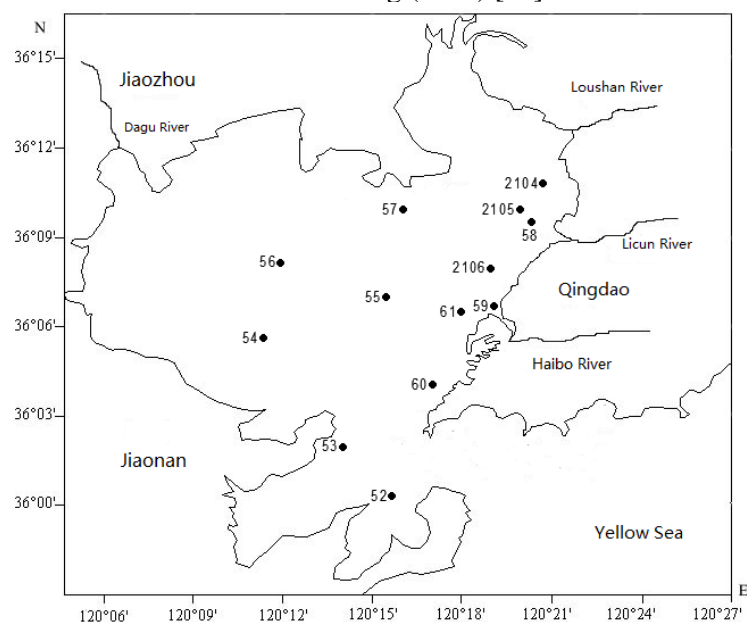 N
36°15'
Jiaozhou
Loushan River
Dagu River
36°12'
2104
57
2105
58
36°09'
Licun River
56
2106
Qingdao
55
59
61
36°06'
54
Haibo River
60
36°03'
53
Jiaonan
52
36°00'
Yellow Sea
E
120°06' 120°09' 120°12' 120°15' 120°18' 120°21' 120°24' 120°27'